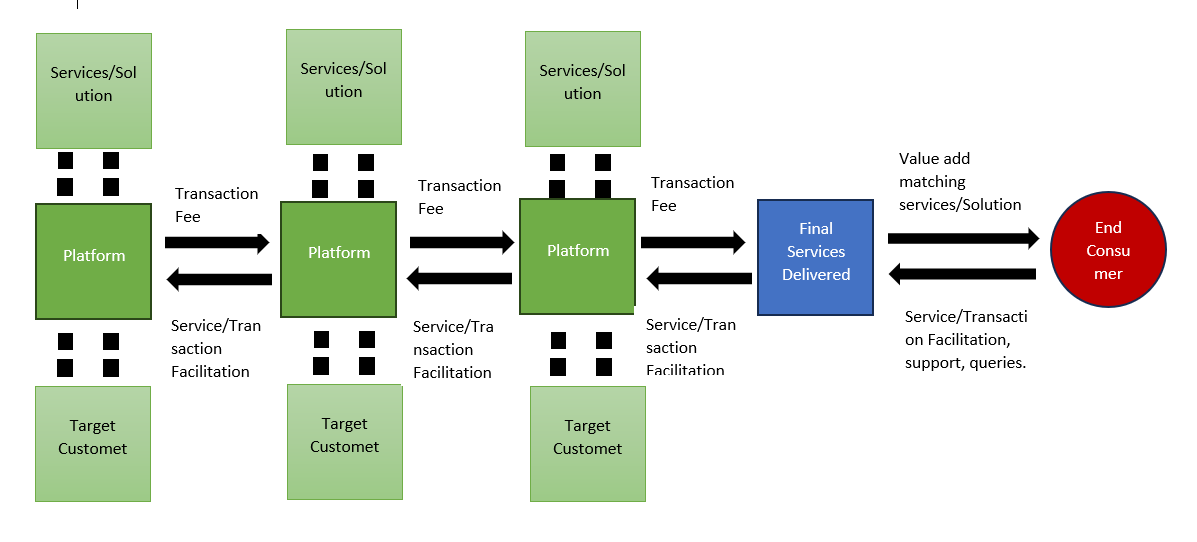 Services/Sol
ution
Services/Sol
ution
Services/Sol
ution
Transaction
Fee
Transaction
Fee
Transaction
Fee
Value add
matching
services/Solution
Platform
Platform
Platform
Final
Services
Delivered
End
Consu
mer
Service/Tran
saction
Facilitation
Service/Tra
nsaction
Facilitation
Service/Tran
saction
Facilitation
Service/Transacti
on Facilitation,
support, queries.
Target
Customet
Target
Customet
Target
Customet